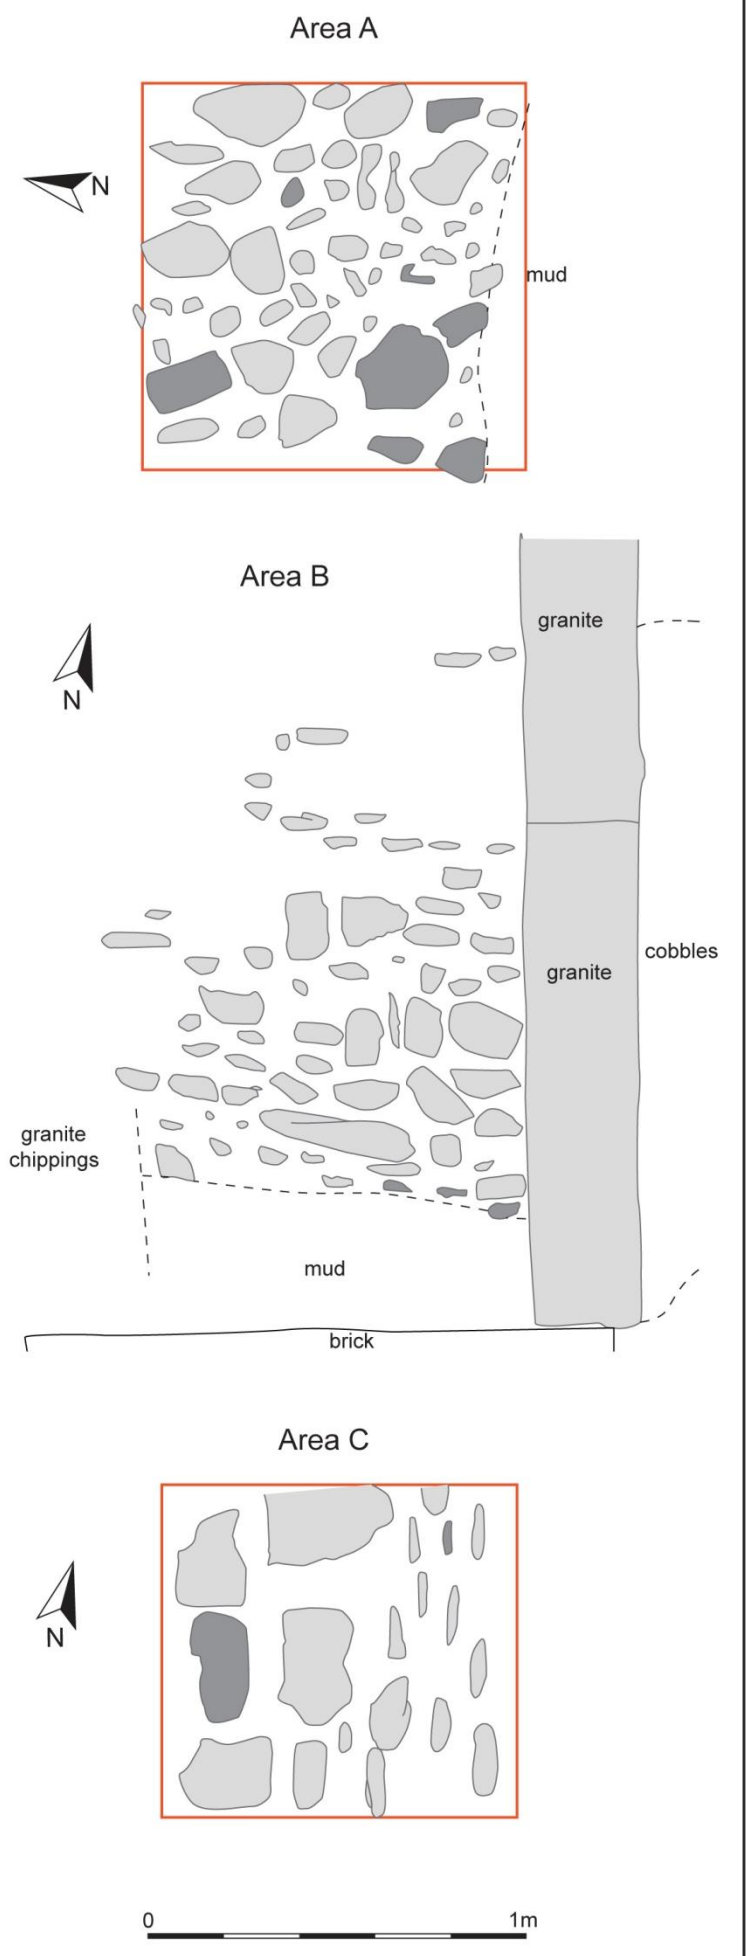 Area A
N
mud
Area B
granite
N
granite
cobbles
granite
chippings
mud
brick
Area C
N
0 1m